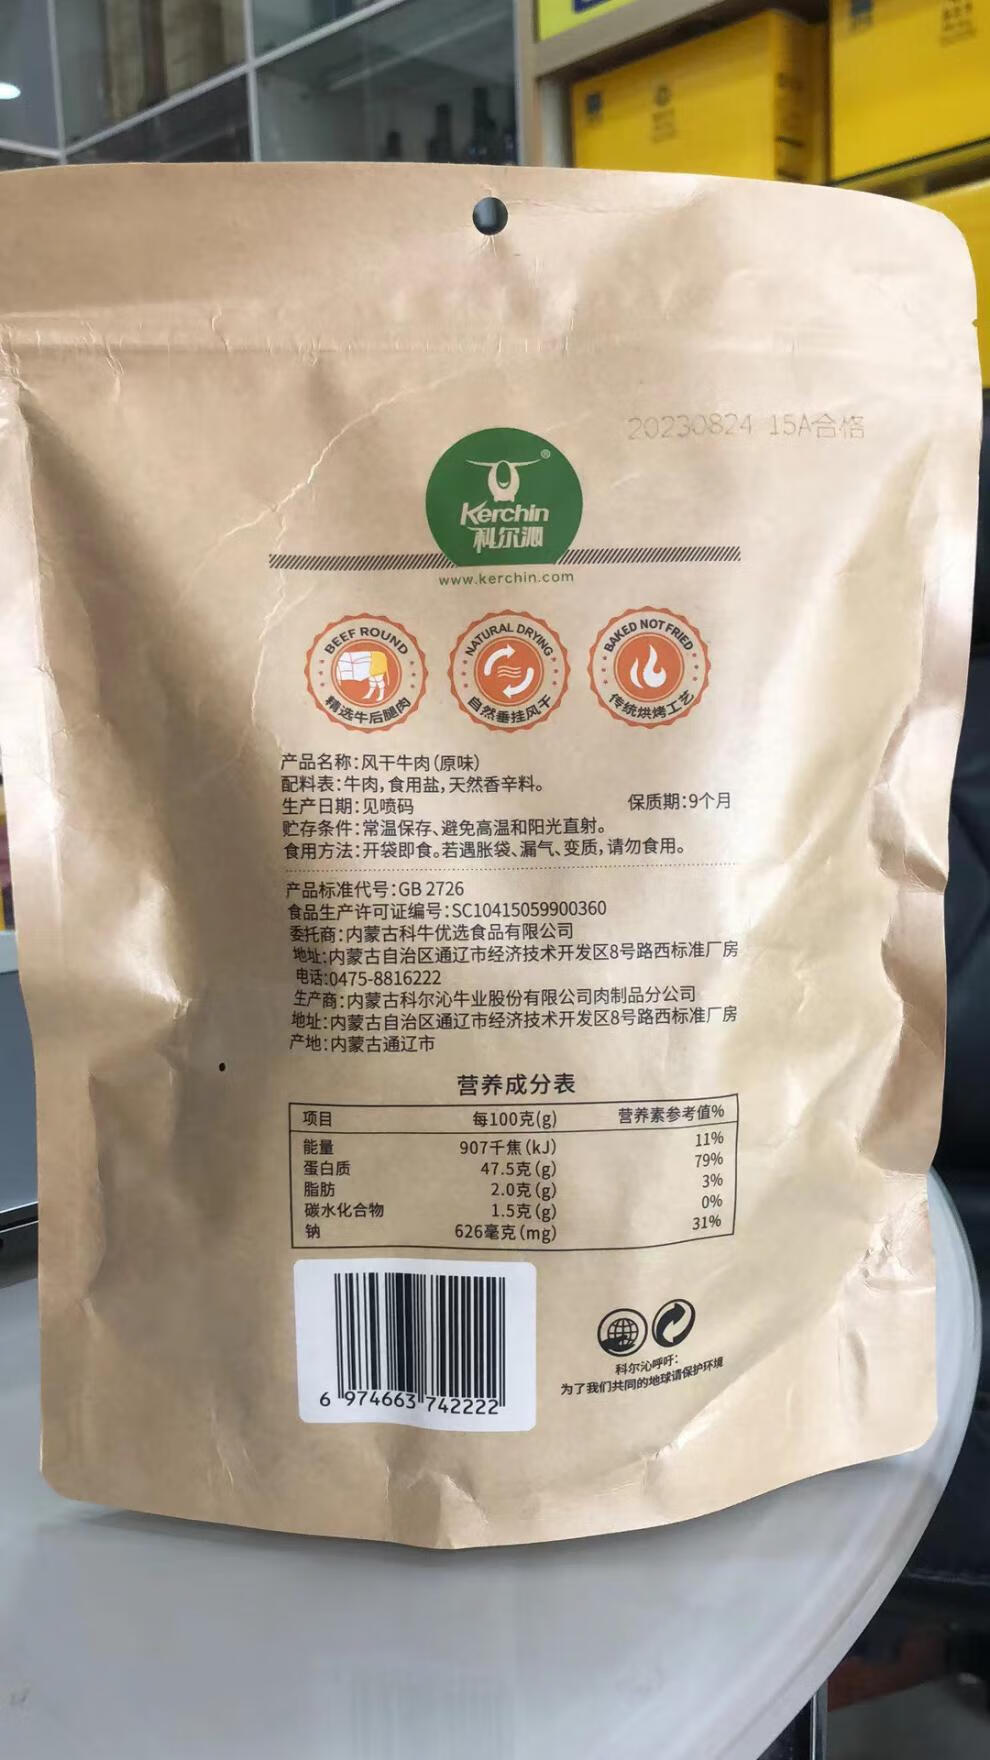 20230824 15A合格
®
Kerchin
科尔沁
www.kerchin.com
BEEF ROUND
精选牛后腿肉
NATURAL DRYING
自然垂挂风干
BAKED NOT FRIED
传统烘烤工艺
产品名称:风干牛肉(原味)
配料表:牛肉,食用盐,天然香辛料。
生产日期:见喷码 保质期:9个月
贮存条件:常温保存、避免高温和阳光直射。
食用方法:开袋即食。若遇胀袋、漏气、变质,请勿食用。
产品标准代号:GB 2726
食品生产许可证编号:SC10415059900360
委托商:内蒙古科牛优选食品有限公司
地址:内蒙古自治区通辽市经济技术开发区8号路西标准厂房
电话:0475-8816222
生产商:内蒙古科尔沁牛业股份有限公司肉制品分公司
地址:内蒙古自治区通辽市经济技术开发区8号路西标准厂房
产地:内蒙古通辽市
营养成分表
项目 每100克(g) 营养素参考值%
能量 907千焦(kJ) 11%
蛋白质 47.5克(g) 79%
脂肪 2.0克(g) 3%
碳水化合物 1.5克(g) 0%
钠 626毫克(mg) 31%
6 974663 742222
科尔沁呼吁:
为了我们共同的地球请保护环境